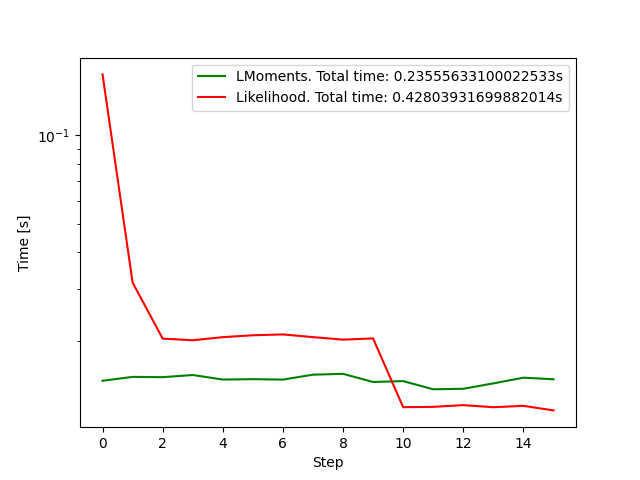 LMoments. Total time: 0.23555633100022533s
Likelihood. Total time: 0.42803931699882014s
10⁻¹
Time [s]
0 2 4 6 8 10 12 14
Step